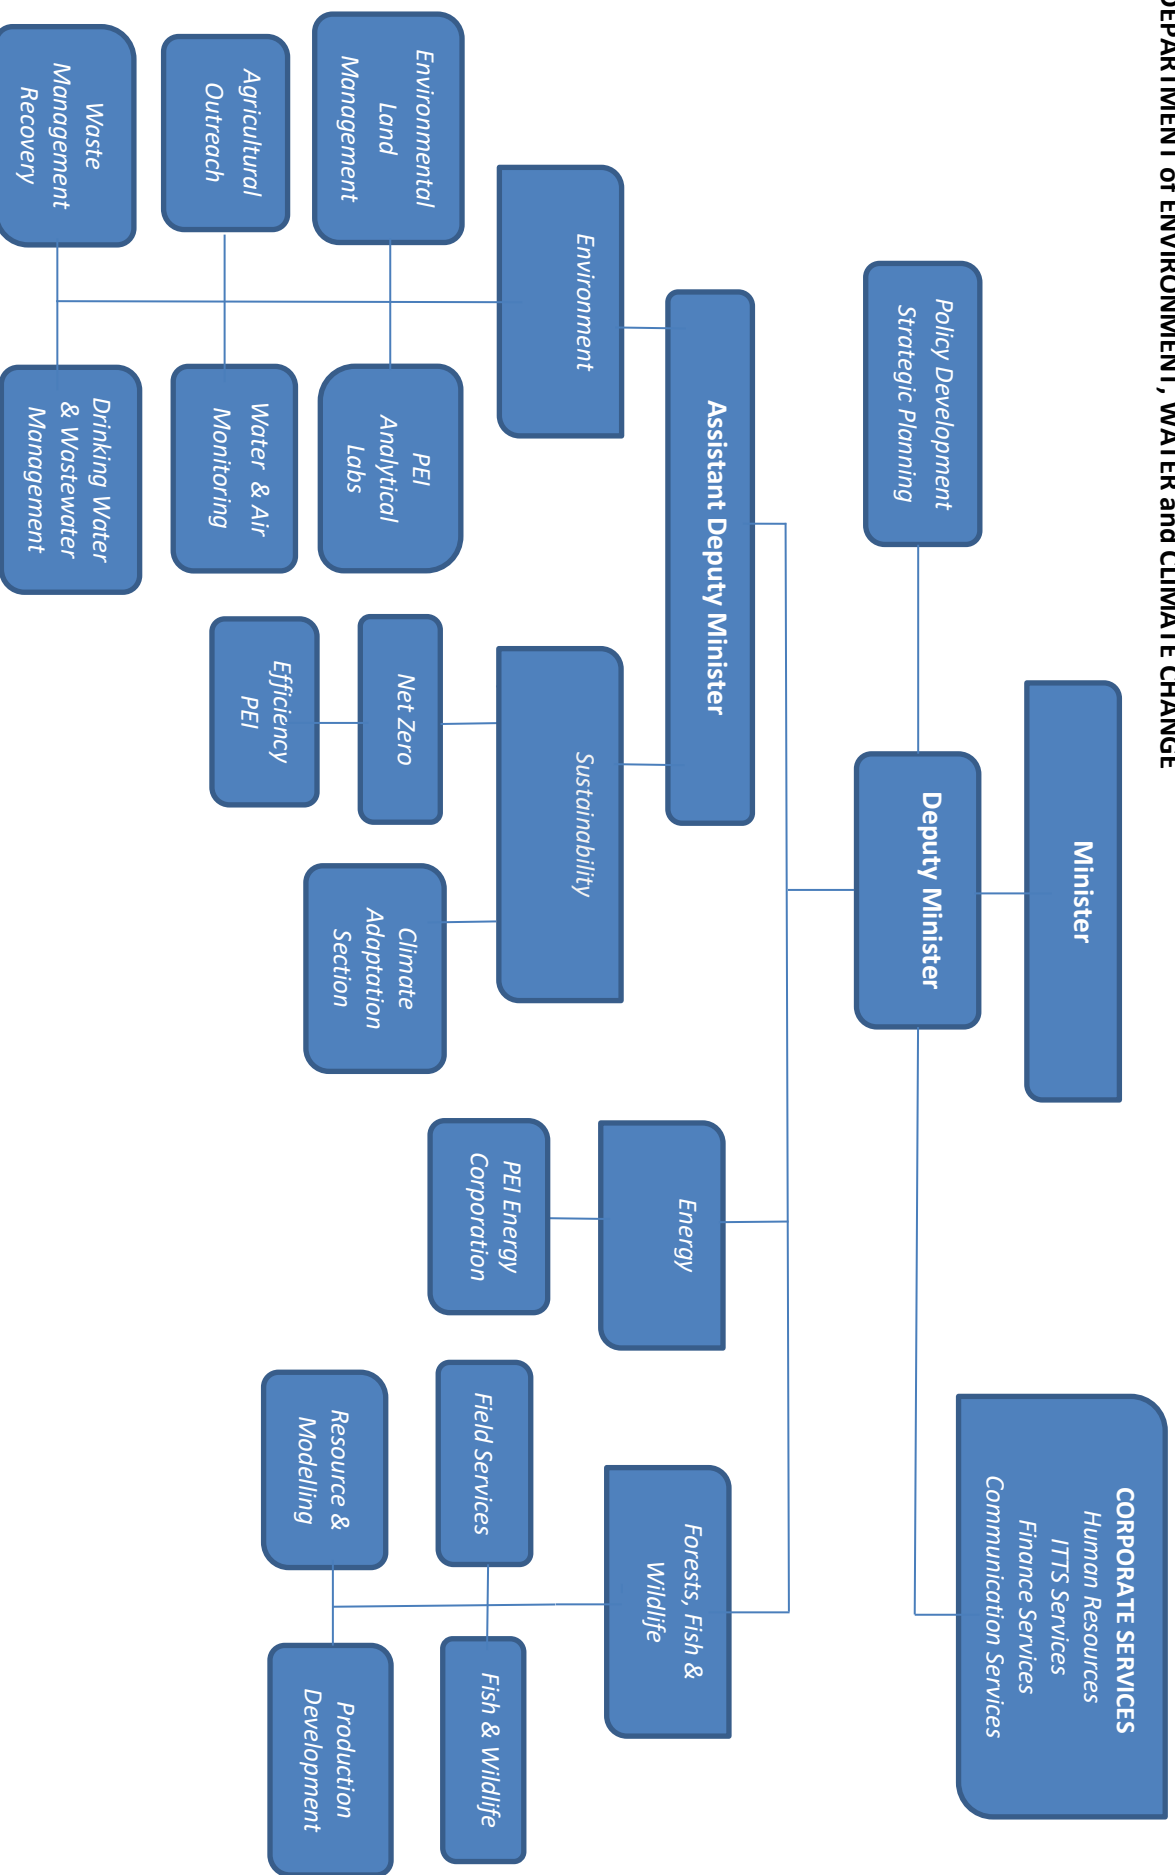 DEPARTMENT of ENVIRONMENT, WATER and CLIMATE CHANGE
Minister
CORPORATE SERVICES
Human Resources
ITTS Services
Finance Services
Communication Services
Policy Development
Strategic Planning
Deputy Minister
Assistant Deputy Minister
Environment
Sustainability
Energy
Forests, Fish &
Wildlife
Environmental
Land
Management
PEI
Analytical
Labs
Agricultural
Outreach
Water & Air
Monitoring
Waste
Management
Recovery
Drinking Water
& Wastewater
Management
Net Zero
Efficiency
PEI
Climate
Adaptation
Section
PEI Energy
Corporation
Field Services
Fish & Wildlife
Resource &
Modelling
Production
Development